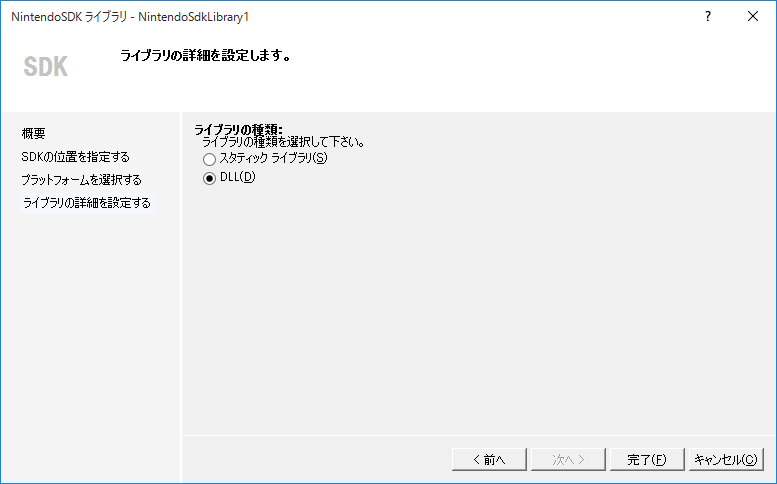 NintendoSDK ライブラリ - NintendoSdkLibrary1
?
SDK
ライブラリの詳細を設定します。
概要
SDKの位置を指定する
プラットフォームを選択する
ライブラリの詳細を設定する
ライブラリの種類:
ライブラリの種類を選択して下さい。
スタティック ライブラリ(S)
DLL(D)
< 前へ
次へ >
完了(F)
キャンセル(C)